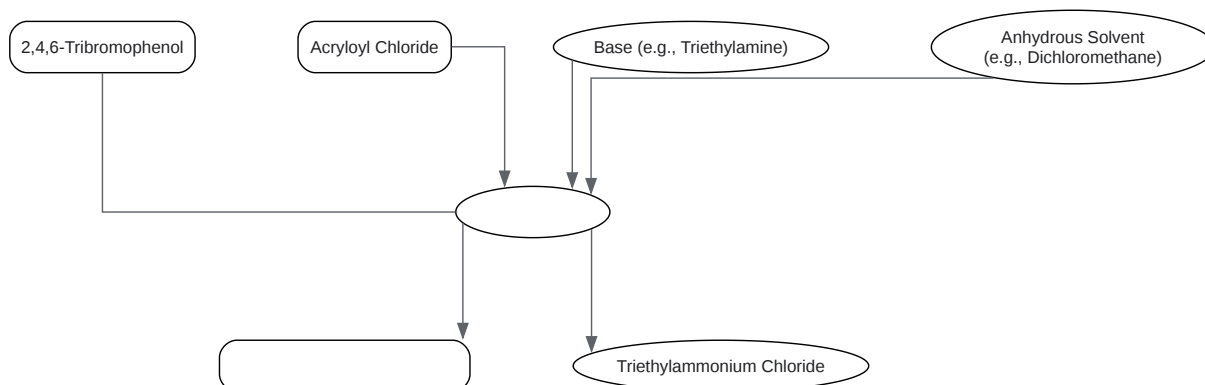 2,4,6-Tribromophenol
Acryloyl Chloride
Base (e.g., Triethylamine)
Anhydrous Solvent
(e.g., Dichloromethane)
Triethylammonium Chloride